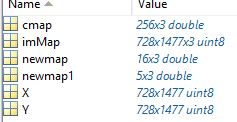 Name Value
cmap 256x3 double
imMap 728x1477x3 uint8
newmap 16x3 double
newmap1 5x3 double
X 728x1477 uint8
Y 728x1477 uint8